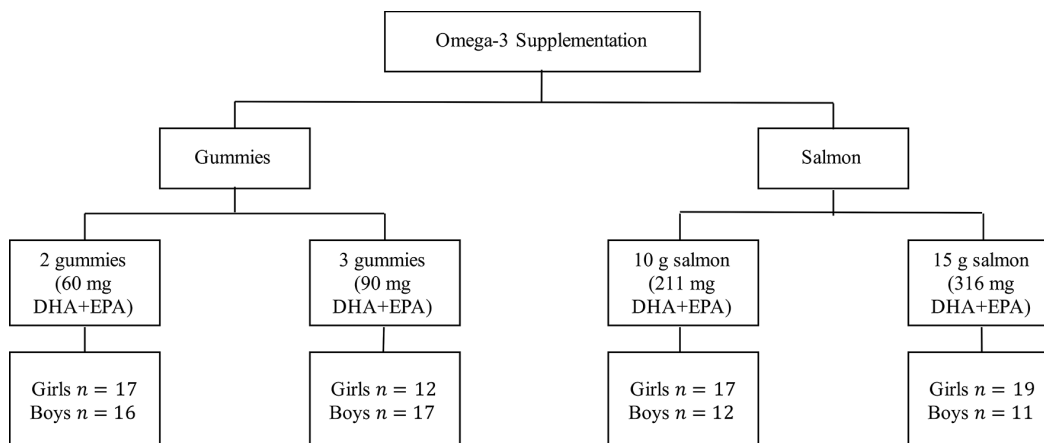 Omega-3 Supplementation
Gummies
Salmon
2 gummies
(60 mg
DHA+EPA)
3 gummies
(90 mg
DHA+EPA)
10 g salmon
(211 mg
DHA+EPA)
15 g salmon
(316 mg
DHA+EPA)
Girls n = 17
Boys n = 16
Girls n = 12
Boys n = 17
Girls n = 17
Boys n = 12
Girls n = 19
Boys n = 11